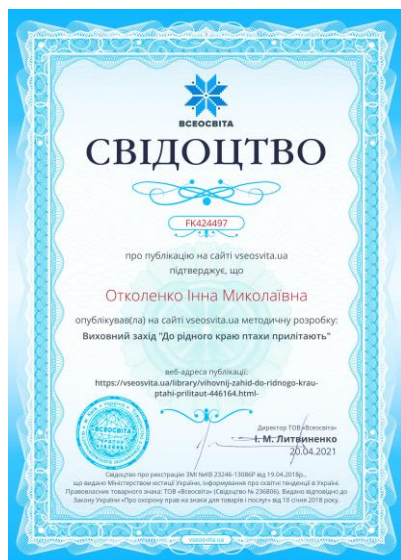 ВСЕОСВІТА
СВІДОЦТВО
FK424497
про публікацію на сайті vseosvita.ua
підтверджує, що
Отколенко Інна Миколаївна
опублікував(ла) на сайті vseosvita.ua методичну розробку:
Виховний захід "До рідного краю птахи прилітають"
веб-адреса публікації:
https://vseosvita.ua/library/vihovnij-zahid-do-ridnogo-krau-
ptahi-prilitaut-446164.html-
Директор ТОВ «Всеосвіта»
І. М. Литвиненко
20.04.2021
ВСЕОСВІТА
Свідоцтво про реєстрацію ЗМІ №КВ 23246-13086Р від 19.04.2018р.,
що видано Міністерством юстиції України, інформування про освітні тенденції в Україні.
Правовласник товарного знака: ТОВ «Всеосвіта» (Свідоцтво № 236806). Видано відповідно до
Закону України «Про охорону прав на знаки для товарів і послуг» від 10 січня 2018 року.
vseosvita.ua